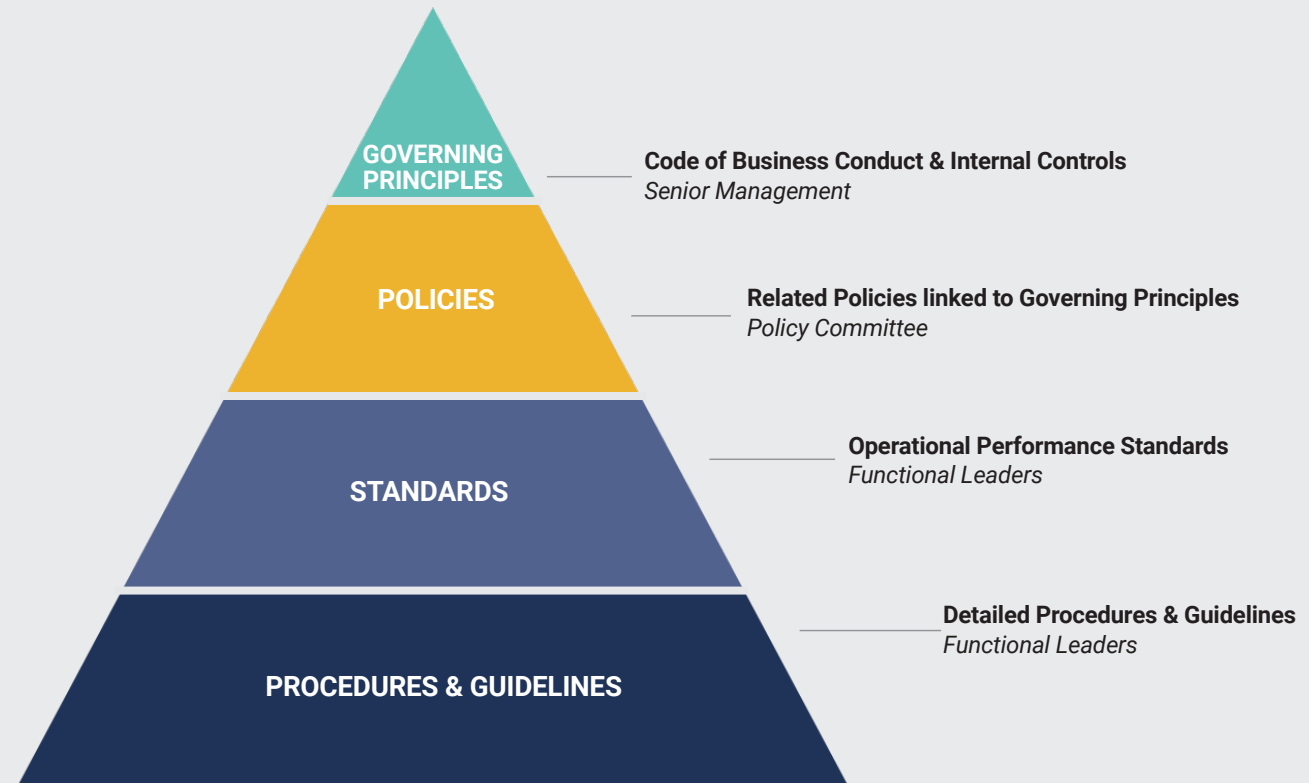 GOVERNING
PRINCIPLES
Code of Business Conduct & Internal Controls
Senior Management
POLICIES
Related Policies linked to Governing Principles
Policy Committee
STANDARDS
Operational Performance Standards
Functional Leaders
PROCEDURES & GUIDELINES
Detailed Procedures & Guidelines
Functional Leaders